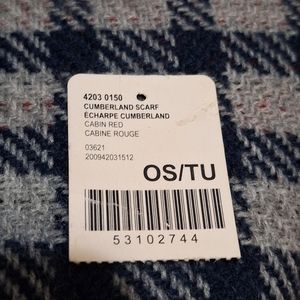 4203 0150
CUMBERLAND SCARF
ÉCHARPE CUMBERLAND
CABIN RED
CABINE ROUGE
03621
200942031512
OS/TU
53102744